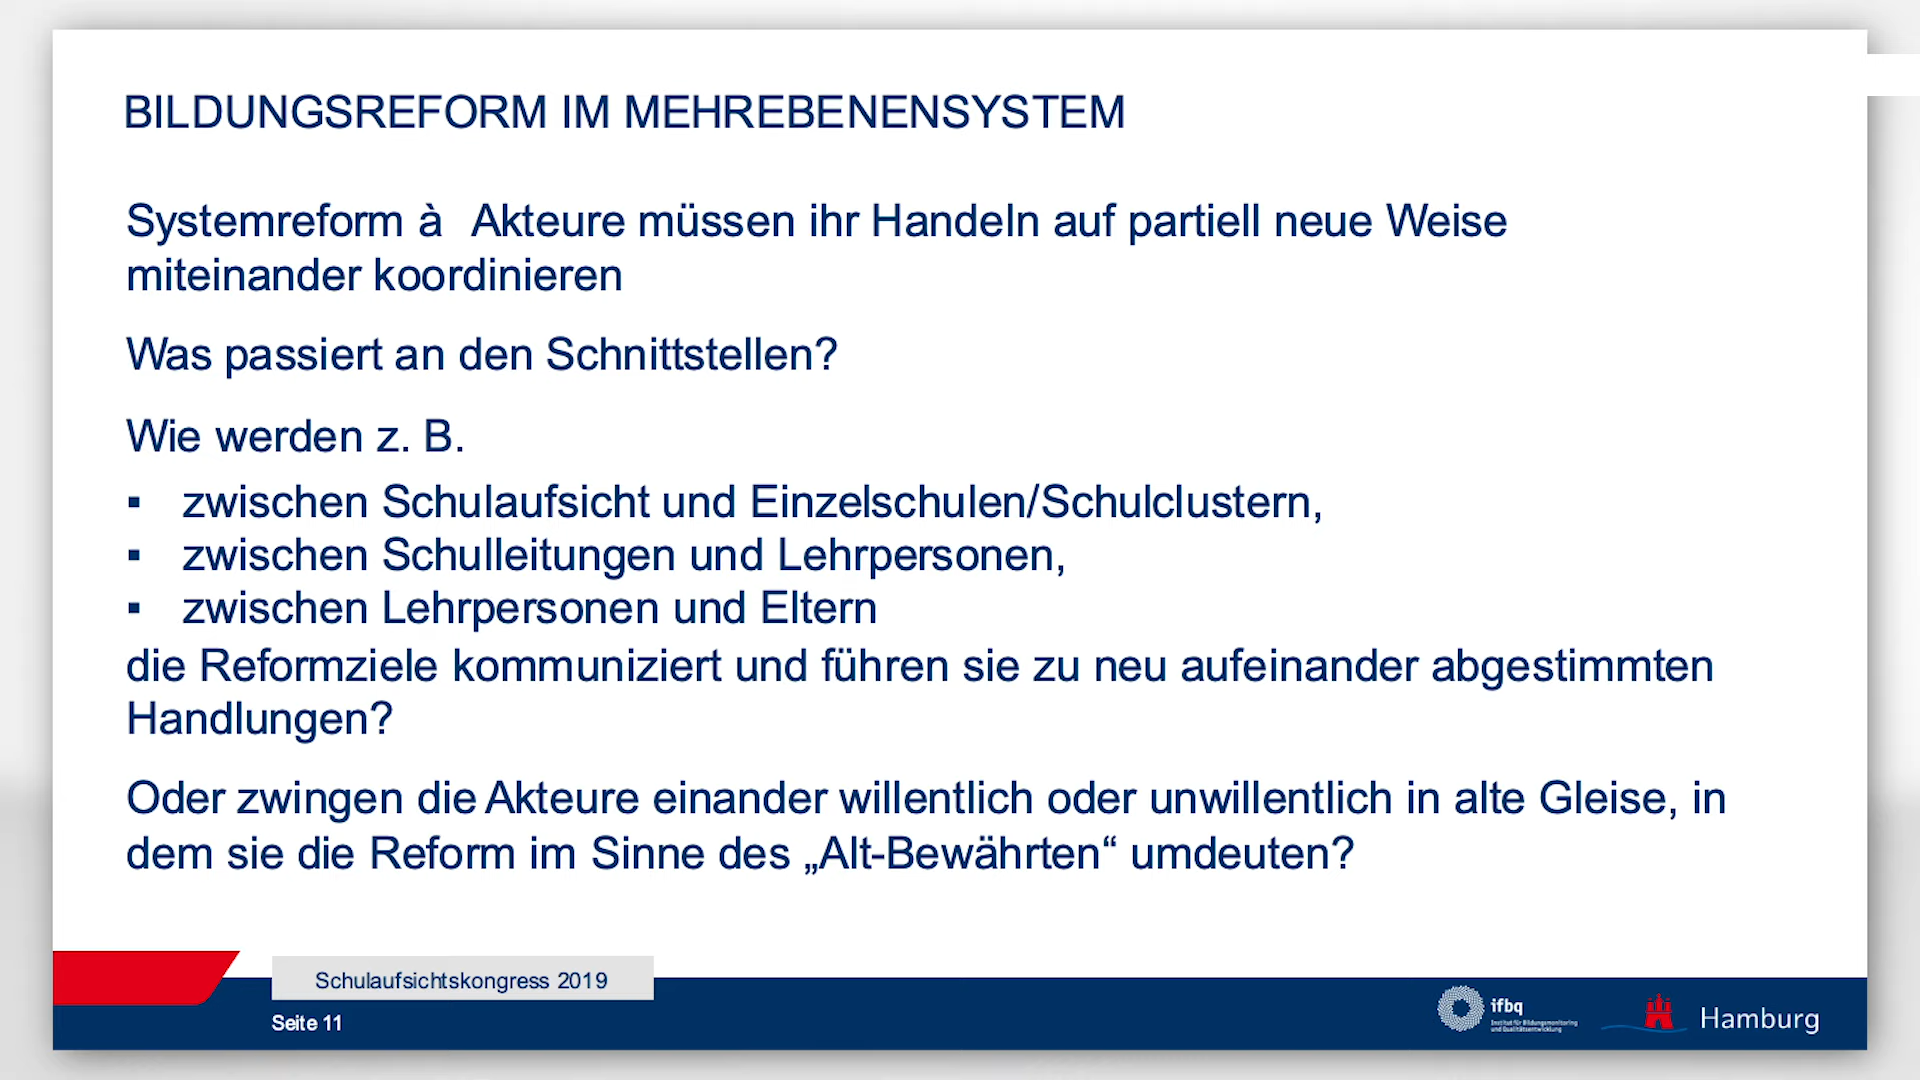 BILDUNGSREFORM IM MEHREBENENSYSTEM
Systemreform à Akteure müssen ihr Handeln auf partiell neue Weise
miteinander koordinieren
Was passiert an den Schnittstellen?
Wie werden z. B.
▪ zwischen Schulaufsicht und Einzelschulen/Schulclustern,
▪ zwischen Schulleitungen und Lehrpersonen,
▪ zwischen Lehrpersonen und Eltern
die Reformziele kommuniziert und führen sie zu neu aufeinander abgestimmten
Handlungen?
Oder zwingen die Akteure einander willentlich oder unwillentlich in alte Gleise, in
dem sie die Reform im Sinne des „Alt-Bewährten“ umdeuten?
Schulaufsichtskongress 2019
Seite 11
ifbq
Institut für Bildungsmonitoring
und Qualitätsentwicklung
Hamburg